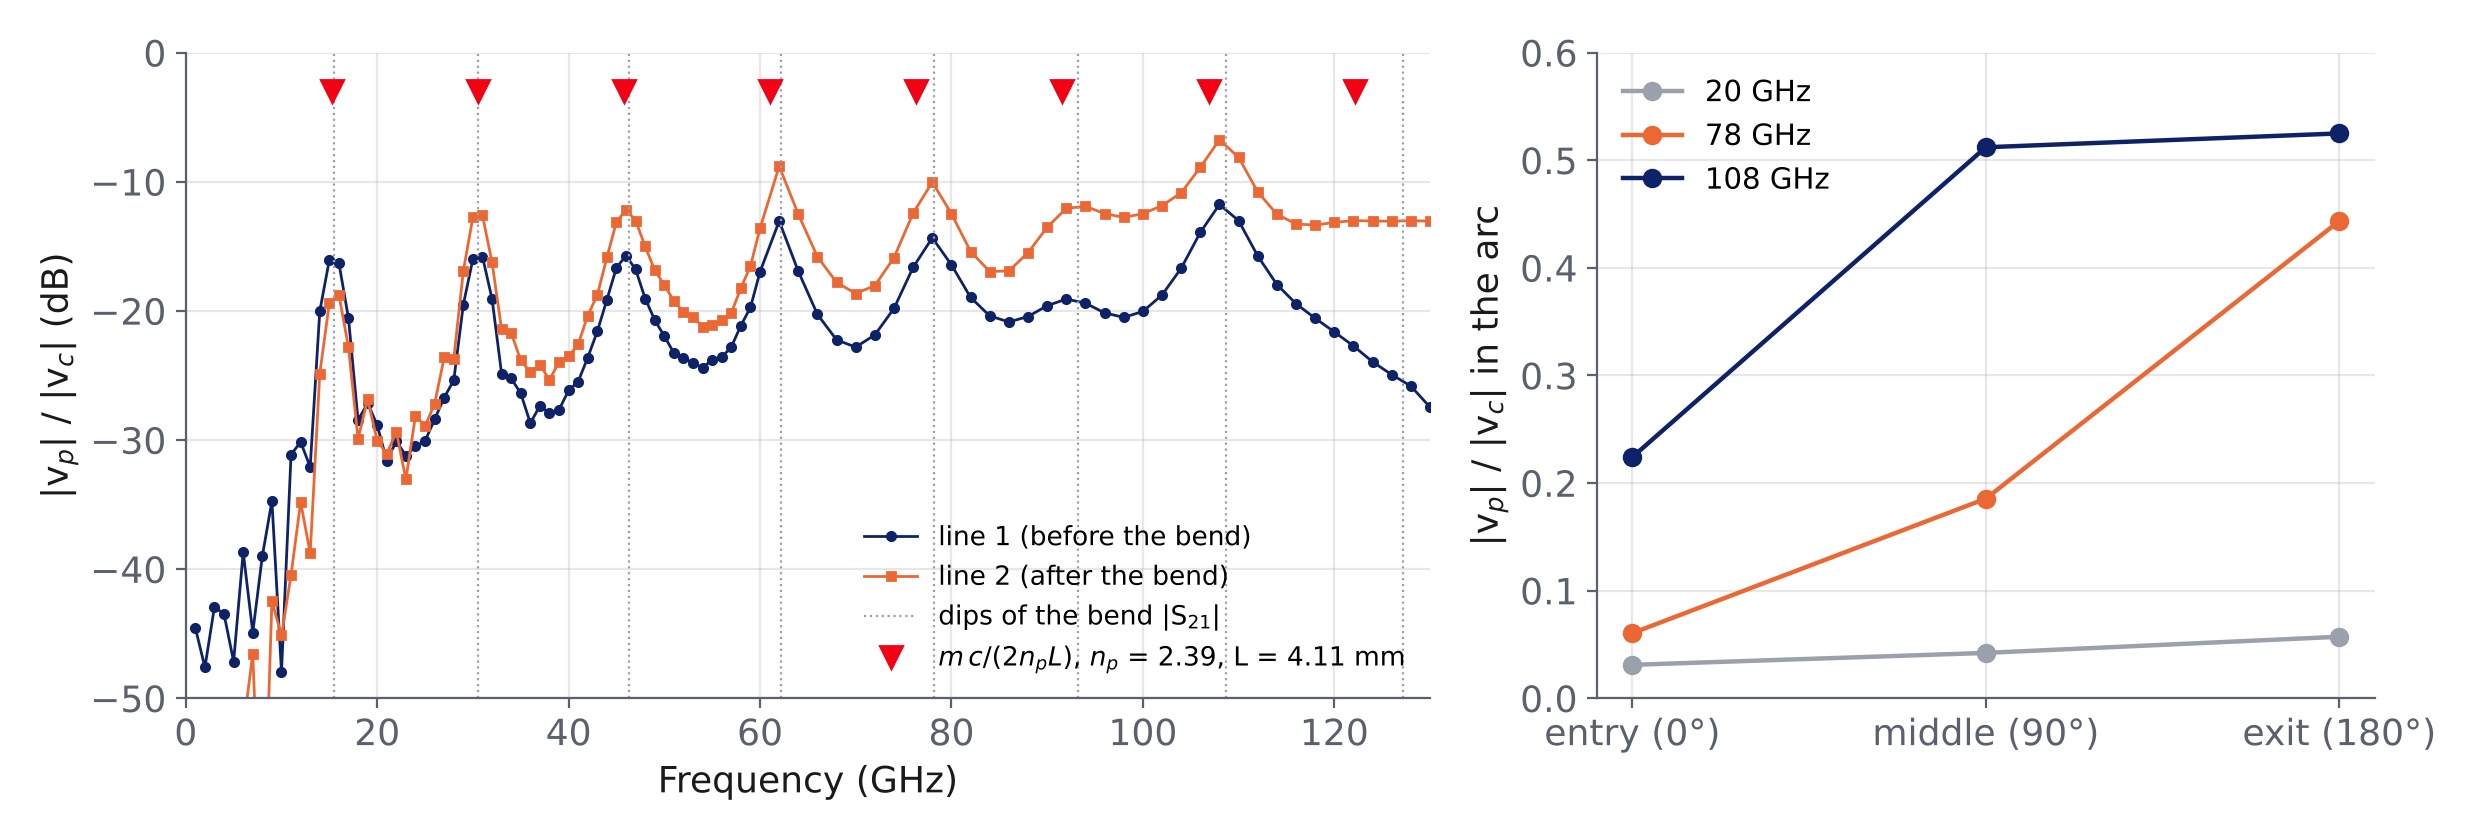 0
−10
−20
−30
−40
−50
|v_p| / |v_c| (dB)
0 20 40 60 80 100 120
Frequency (GHz)
line 1 (before the bend)
line 2 (after the bend)
dips of the bend |S₂₁|
m c/(2n_pL), n_p = 2.39, L = 4.11 mm
0.6
0.5
0.4
0.3
0.2
0.1
0.0
|v_p| / |v_c| in the arc
20 GHz
78 GHz
108 GHz
entry (0°) middle (90°) exit (180°)